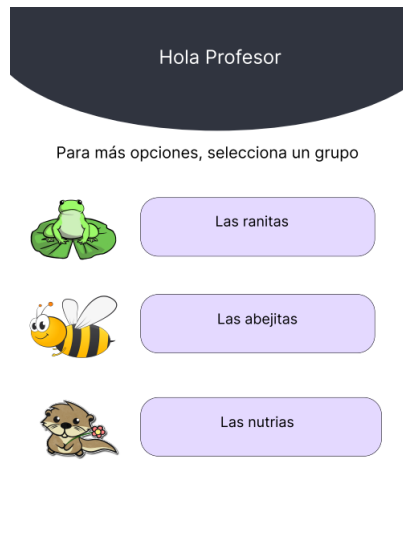 Hola Profesor
Para más opciones, selecciona un grupo
Las ranitas
Las abejitas
Las nutrias